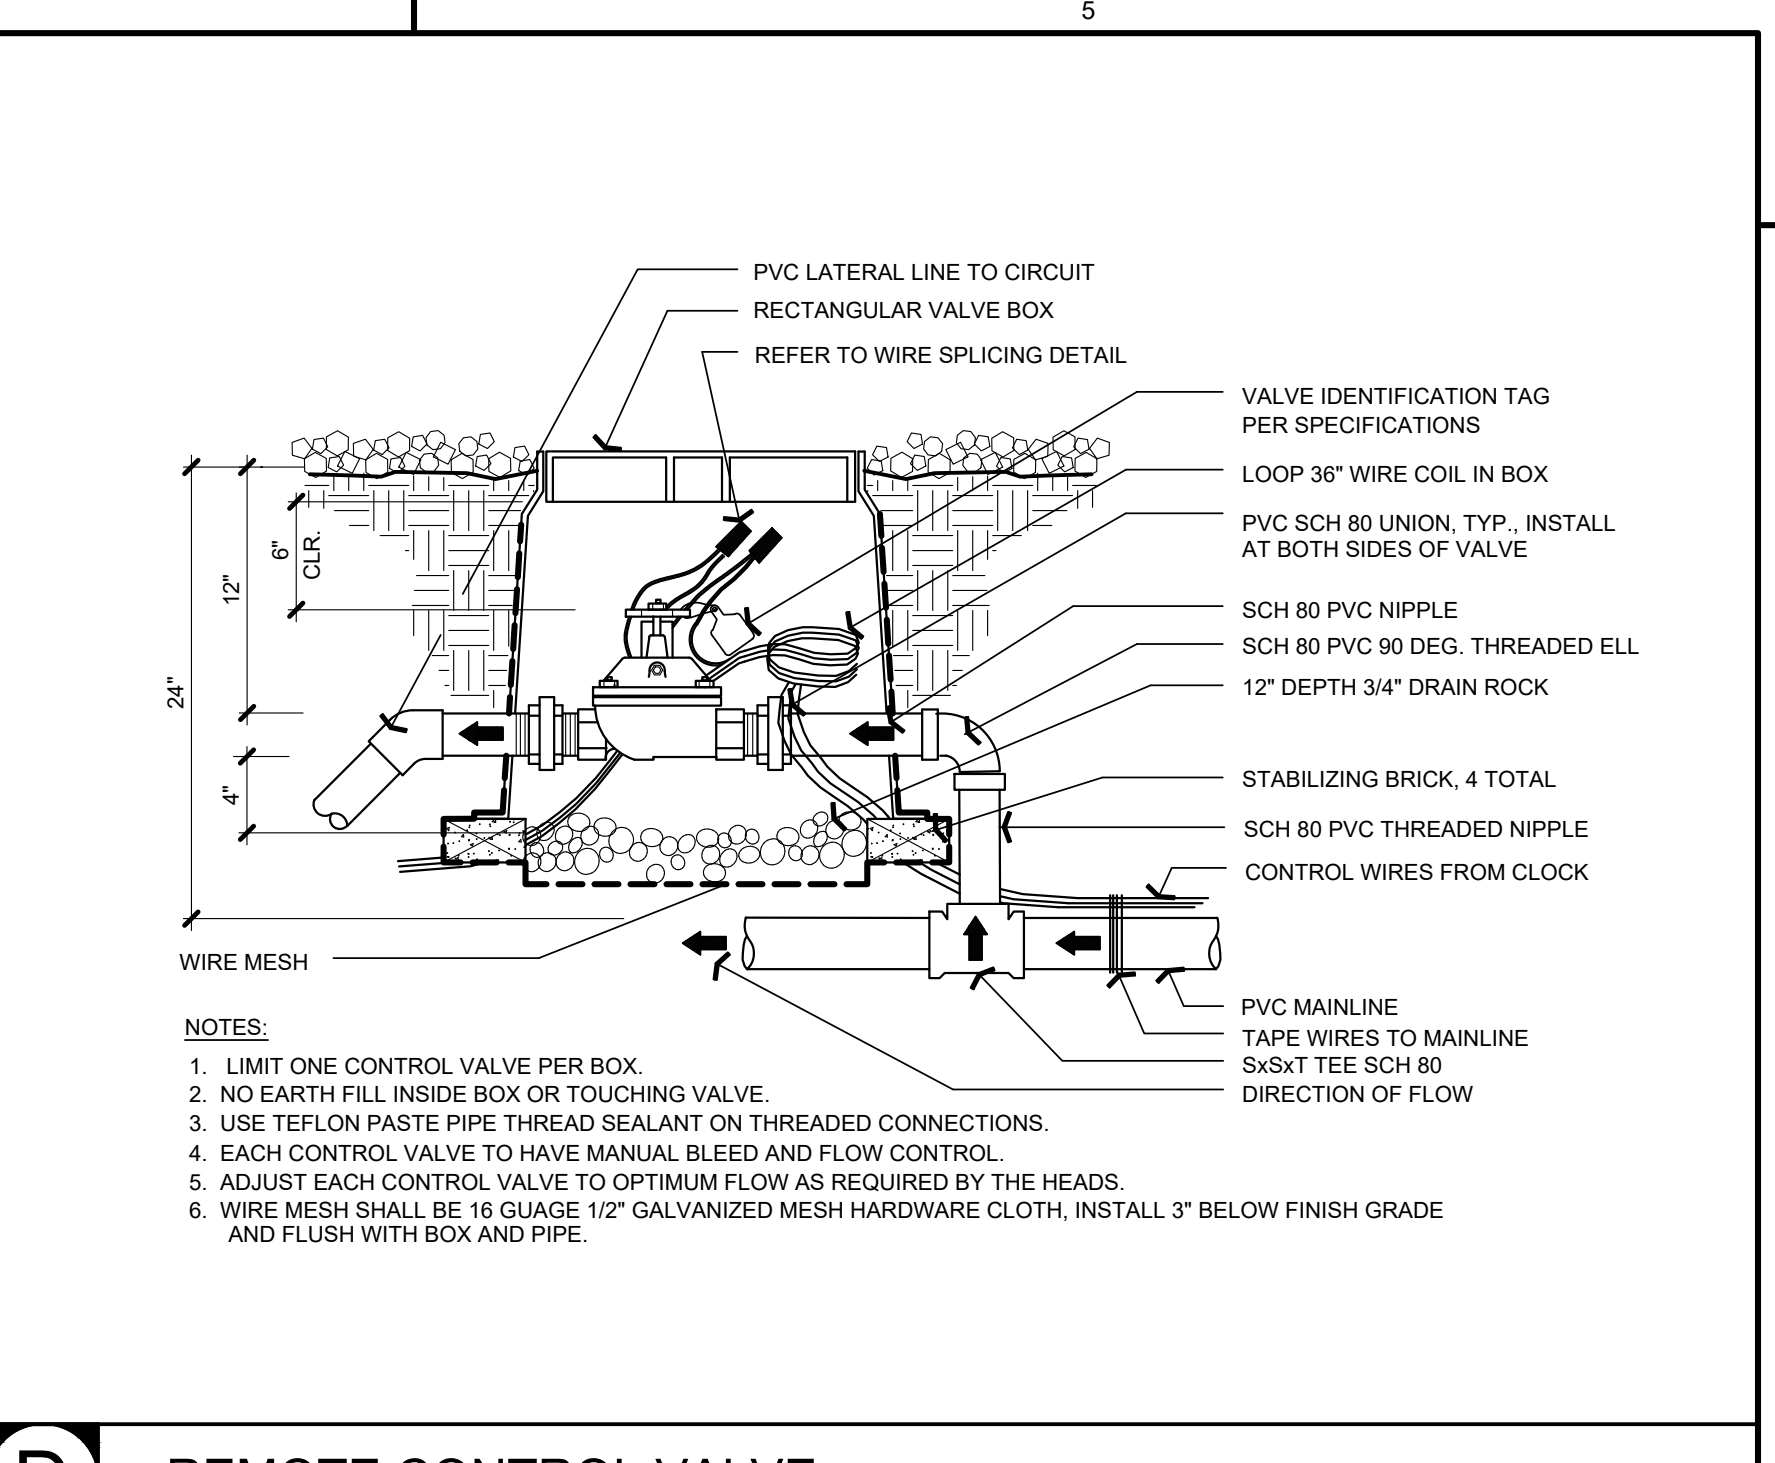 5
PVC LATERAL LINE TO CIRCUIT
RECTANGULAR VALVE BOX
REFER TO WIRE SPLICING DETAIL
VALVE IDENTIFICATION TAG
PER SPECIFICATIONS
LOOP 36" WIRE COIL IN BOX
PVC SCH 80 UNION, TYP., INSTALL
AT BOTH SIDES OF VALVE
SCH 80 PVC NIPPLE
SCH 80 PVC 90 DEG. THREADED ELL
12" DEPTH 3/4" DRAIN ROCK
STABILIZING BRICK, 4 TOTAL
SCH 80 PVC THREADED NIPPLE
CONTROL WIRES FROM CLOCK
6"
CLR.
12"
24"
4"
WIRE MESH
PVC MAINLINE
TAPE WIRES TO MAINLINE
SxSxT TEE SCH 80
DIRECTION OF FLOW
NOTES:
1. LIMIT ONE CONTROL VALVE PER BOX.
2. NO EARTH FILL INSIDE BOX OR TOUCHING VALVE.
3. USE TEFLON PASTE PIPE THREAD SEALANT ON THREADED CONNECTIONS.
4. EACH CONTROL VALVE TO HAVE MANUAL BLEED AND FLOW CONTROL.
5. ADJUST EACH CONTROL VALVE TO OPTIMUM FLOW AS REQUIRED BY THE HEADS.
6. WIRE MESH SHALL BE 16 GUAGE 1/2" GALVANIZED MESH HARDWARE CLOTH, INSTALL 3" BELOW FINISH GRADE
AND FLUSH WITH BOX AND PIPE.
REMOTE CONTROL VALVE